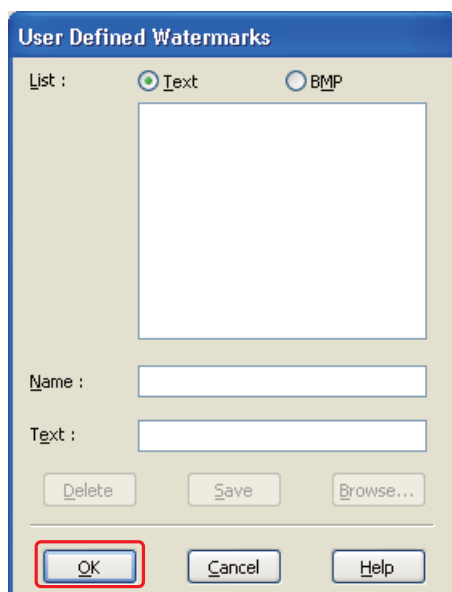 User Defined Watermarks
List : Text BMP
Name :
Text :
Delete Save Browse...
OK Cancel Help